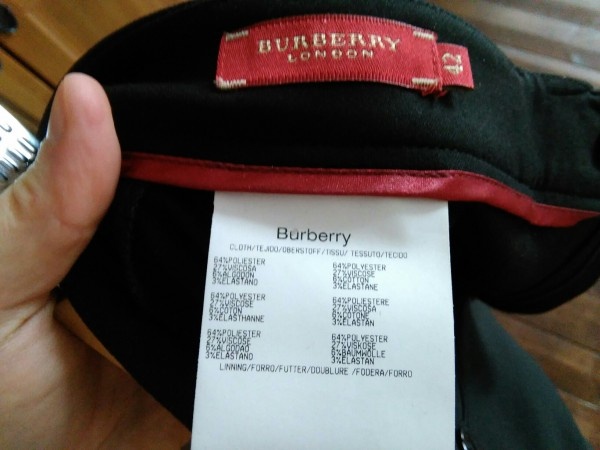 BURBERRY
LONDON
42
Burberry
CLOTH/TEJIDO/OBERSTOFF/TISSU/ TESSUTO/TECIDO
64%POLIESTER
27%VISCOSA
6%ALGODON
3%ELASTANO
64%POLYESTER
27%VISCOSE
6%COTTON
3%ELASTANE
64%POLYESTER
27%VISCOSE
6%COTON
3%ELASTHANNE
64%POLIESTERE
27%VISCOSA
6%COTONE
3%ELASTAN
64%POLIESTER
27%VISCOSE
6%ALGODAO
3%ELASTANO
64%POLYESTER
27%VISKOSE
6%BAUMWOLLE
3%ELASTAN
LINNING/FORRO/FUTTER/DOUBLURE /FODERA/FORRO